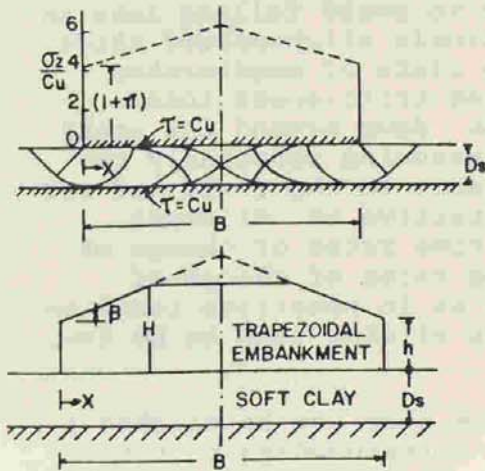 6
σz/Cu
4
2
(1+π)
0
τ=Cu
X
Ds
τ=Cu
B
β
H
TRAPEZOIDAL
EMBANKMENT
h
X
SOFT CLAY
Ds
B